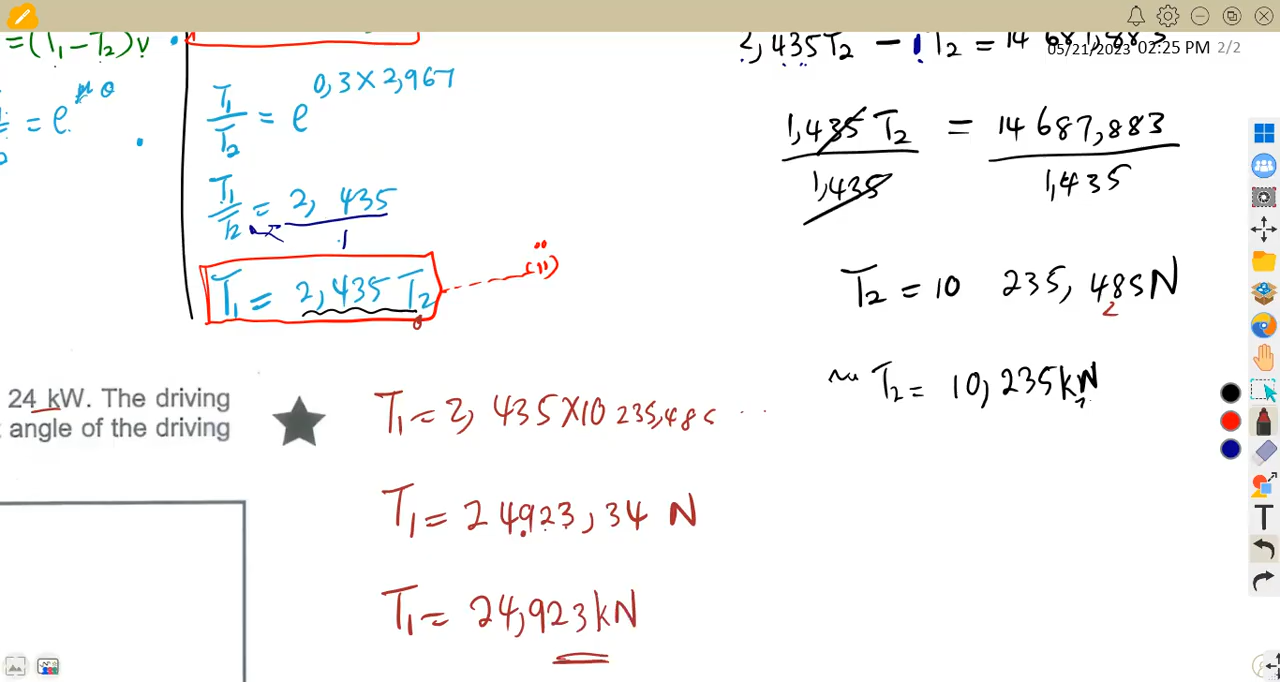 =(T₁-T₂)v
= e^μθ
T₁/T₂ = e^0,3×2,967
T₁/T₂ = 2,435/1
T₁ = 2,435 T₂ (ii)
24 kW. The driving
angle of the driving
T₁ = 2,435×10 235,485 ...
T₁ = 24923,34 N
T₁ = 24,923kN
2,435T₂ - 1T₂ = 14 687,883
05/21/2023 02:25 PM 2/2
1,435 T₂/1,435 = 14 687,883/1,435
T₂ = 10 235,485N
2
T₂ = 10,235kN
T